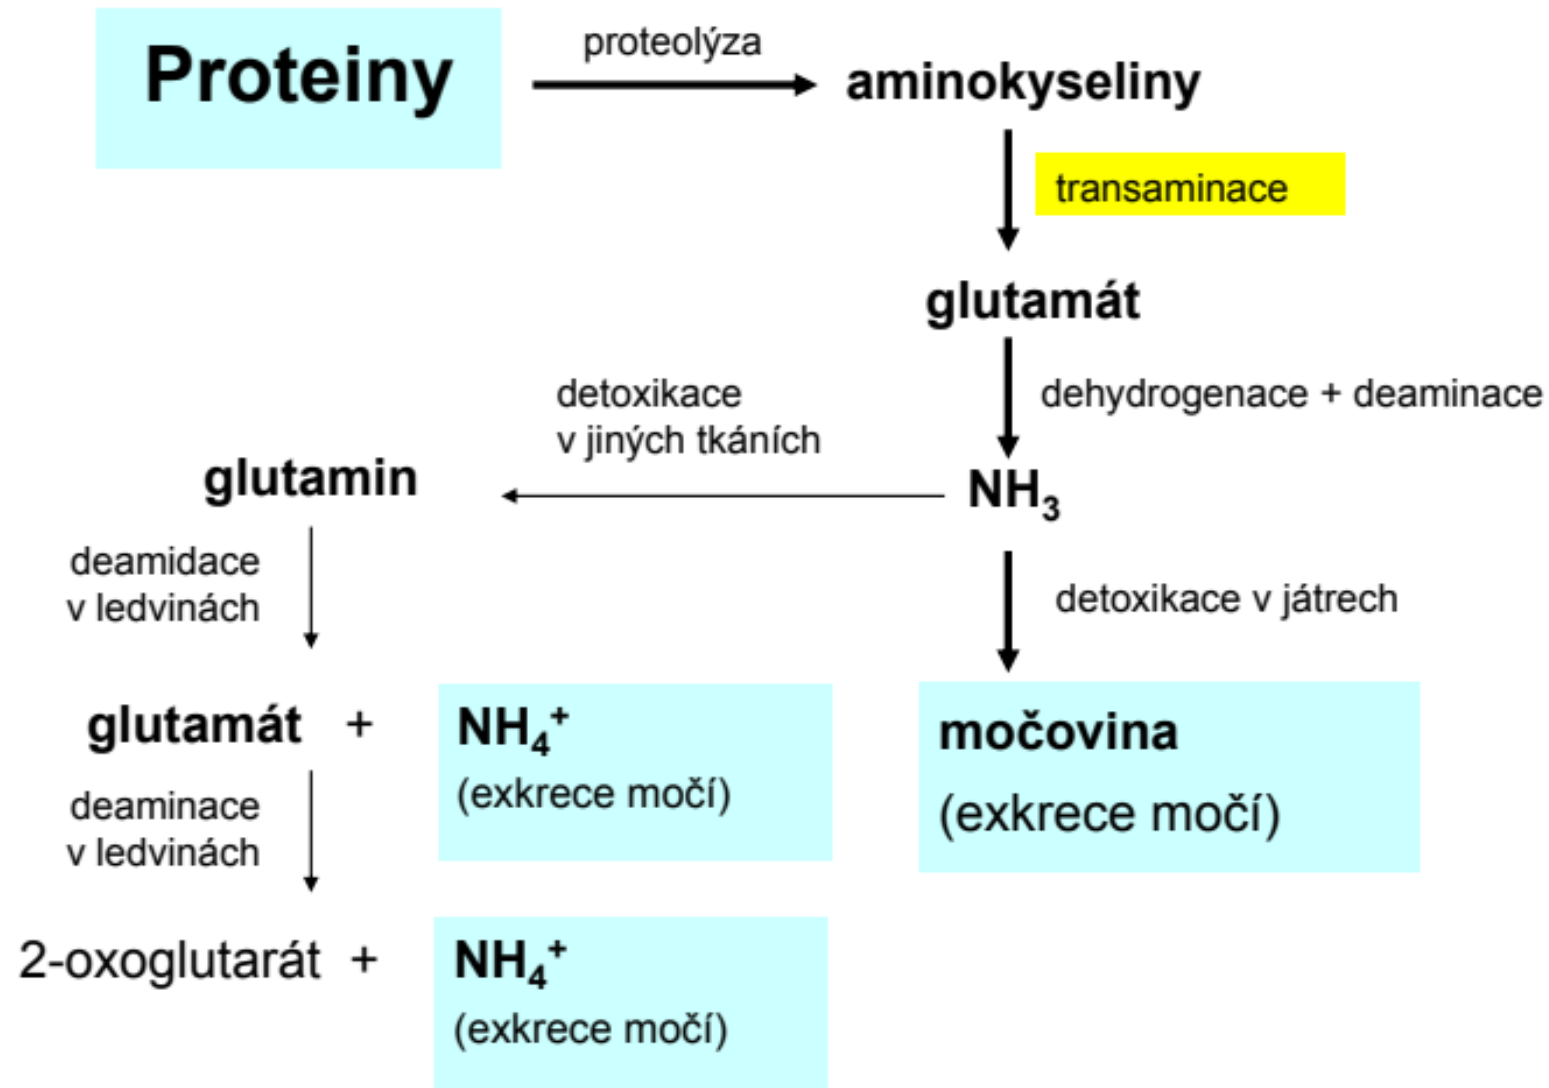 Proteiny
proteolýza
aminokyseliny
transaminace
glutamát
dehydrogenace + deaminace
detoxikace
v jiných tkáních
glutamin
NH₃
deamidace
v ledvinách
detoxikace v játrech
glutamát +
NH₄⁺
(exkrece močí)
močovina
(exkrece močí)
deaminace
v ledvinách
2-oxoglutarát +
NH₄⁺
(exkrece močí)